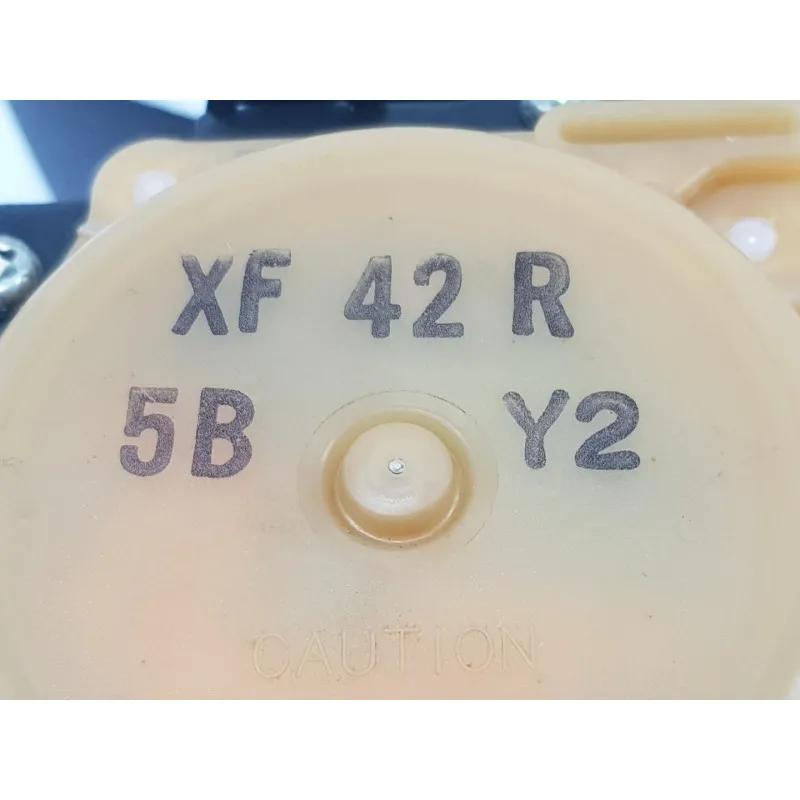 XF 42 R
5B Y2
CAUTION